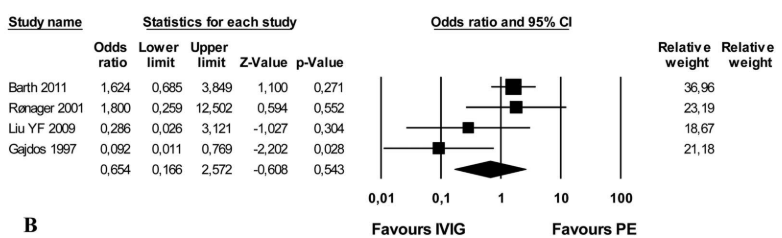 Study name Statistics for each study Odds ratio and 95% CI
Odds ratio Lower limit Upper limit Z-Value p-Value Relative weight Relative weight
Barth 2011 1,624 0,685 3,849 1,100 0,271 36,96
Rønager 2001 1,800 0,259 12,502 0,594 0,552 23,19
Liu YF 2009 0,286 0,026 3,121 -1,027 0,304 18,67
Gajdos 1997 0,092 0,011 0,769 -2,202 0,028 21,18
0,654 0,166 2,572 -0,608 0,543
0,01 0,1 1 10 100
B Favours IVIG Favours PE